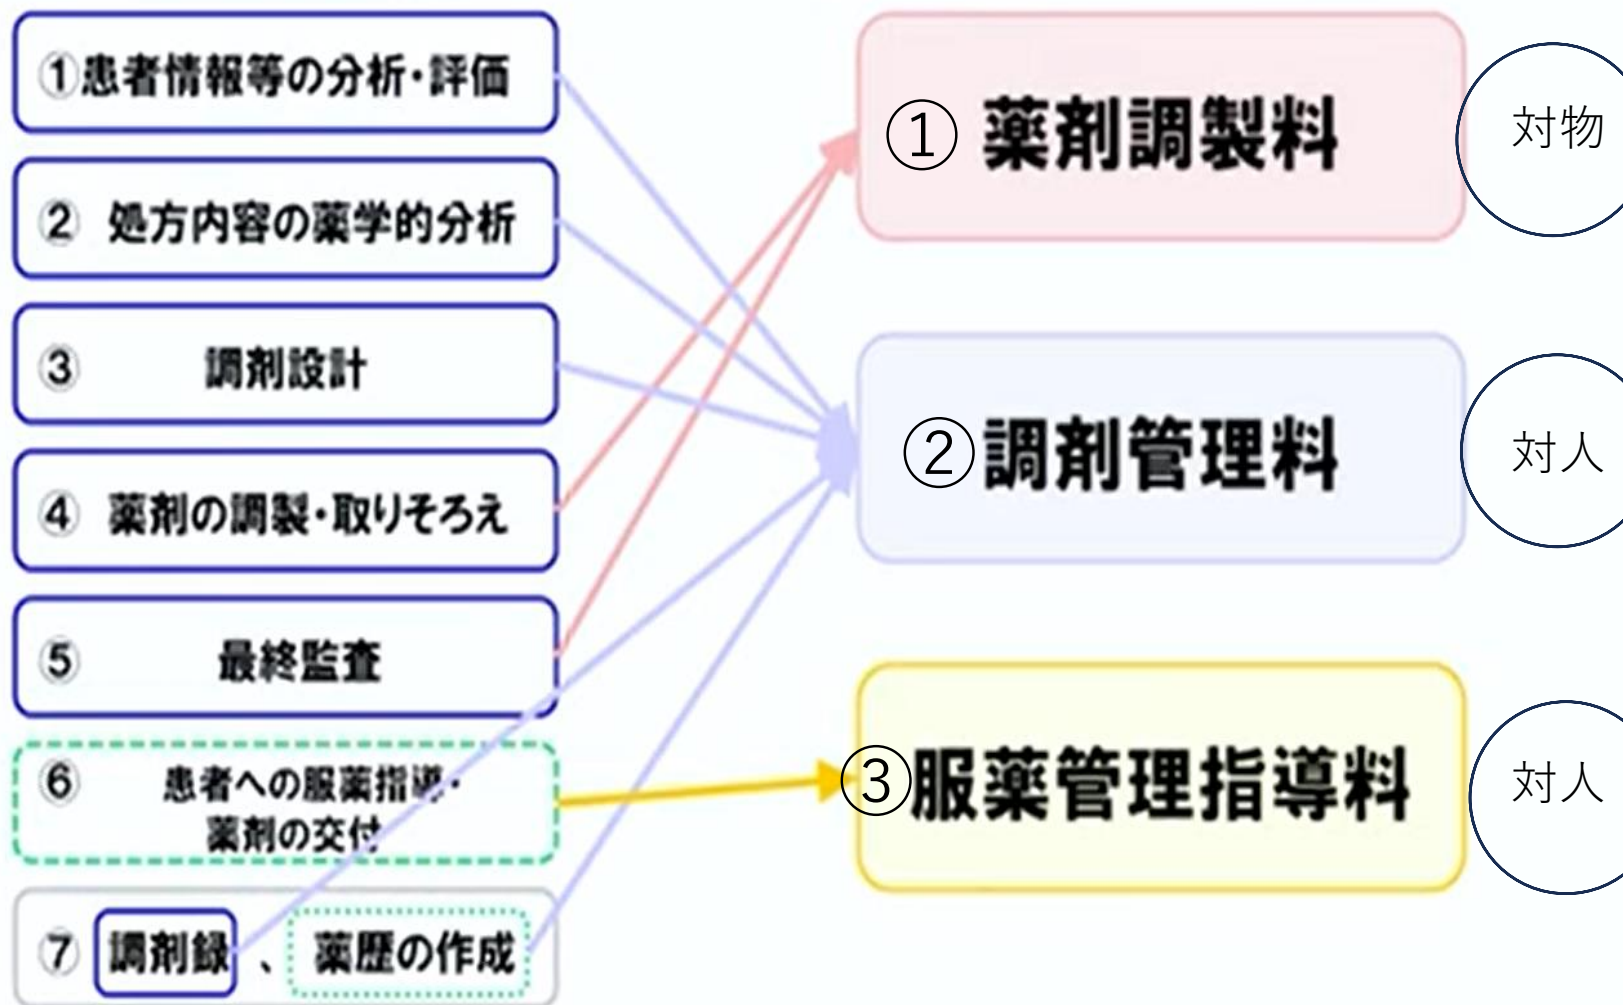 ①患者情報等の分析・評価
② 処方内容の薬学的分析
③ 調剤設計
④ 薬剤の調製・取りそろえ
⑤ 最終監査
⑥ 患者への服薬指導・
薬剤の交付
⑦ 調剤録、薬歴の作成
① 薬剤調製料
対物
②調剤管理料
対人
③服薬管理指導料
対人